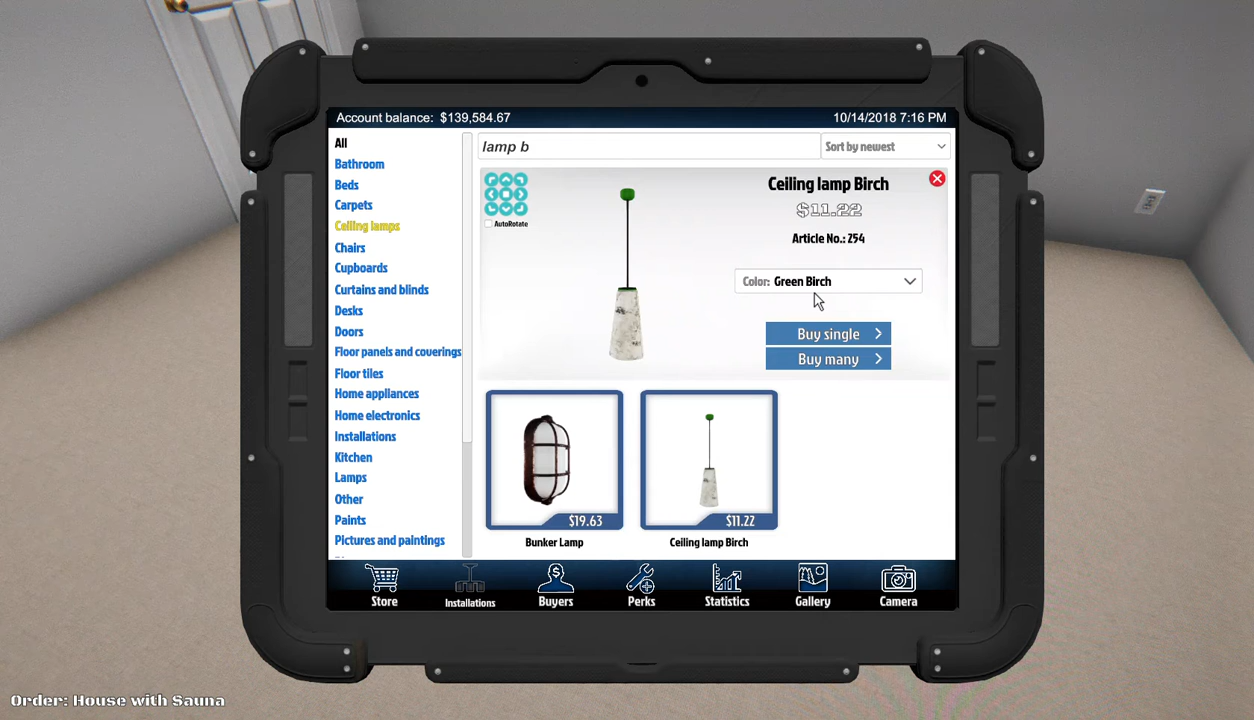 Account balance: $139,584.67
10/14/2018 7:16 PM
All
Bathroom
Beds
Carpets
Ceiling lamps
Chairs
Cupboards
Curtains and blinds
Desks
Doors
Floor panels and coverings
Floor tiles
Home appliances
Home electronics
Installations
Kitchen
Lamps
Other
Paints
Pictures and paintings
lamp b
Sort by newest
AutoRotate
Ceiling lamp Birch
$11.22
Article No.: 254
Color: Green Birch
Buy single
Buy many
$19.63
Bunker Lamp
$11.22
Ceiling lamp Birch
Store
Installations
Buyers
Perks
Statistics
Gallery
Camera
Order: House with Sauna